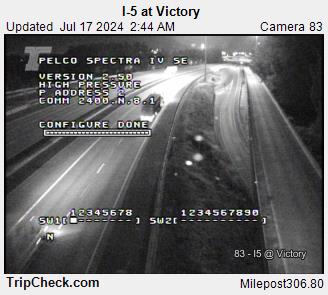 I-5 at Victory
Updated Jul 17 2024 2:44 AM Camera 83
PELCO SPECTRA IV SE
VERSION 2.50
HIGH PRESSURE
P ADDRESS 2
COMM 2400.N.8.1
CONFIGURE DONE
12345678 1234567890
SW1[ ] SW2[ ]
N
83 - I5 @ Victory
TripCheck.com Milepost306.80